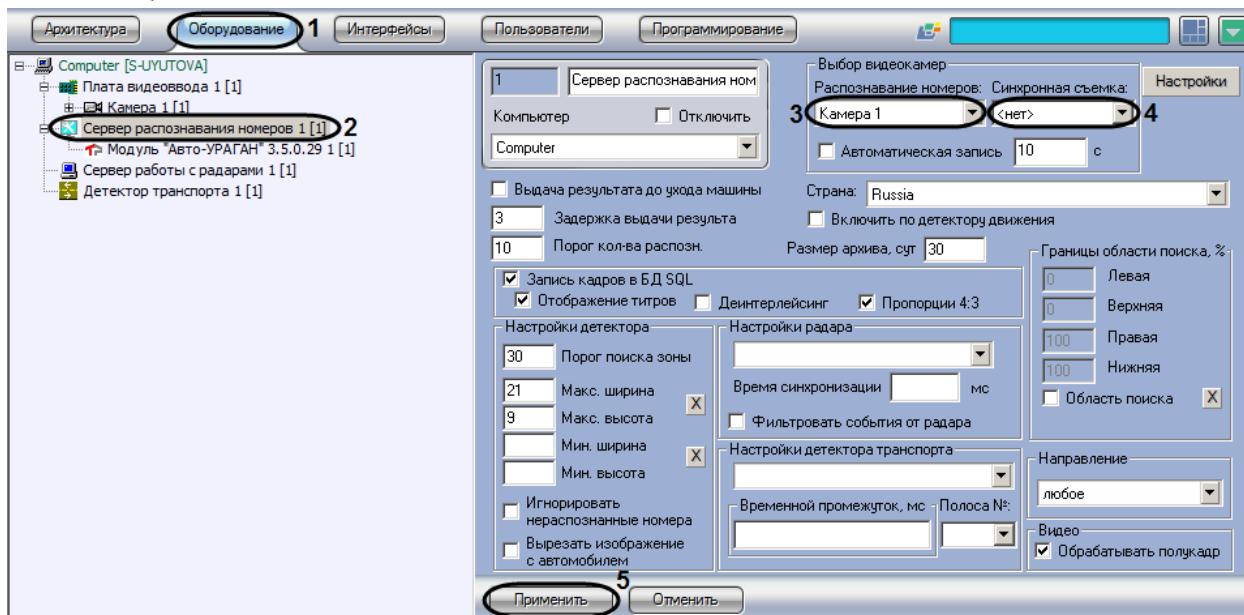 Архитектура Оборудование 1 Интерфейсы Пользователи Программирование
Computer [S-UYUTOVA]
Плата видеоввода 1 [1]
Камера 1 [1]
Сервер распознавания номеров 1 [1] 2
Модуль "Авто-УРАГАН" 3.5.0.29 1 [1]
Сервер работы с радарами 1 [1]
Детектор транспорта 1 [1]
1 Сервер распознавания ном
Компьютер Отключить
Computer
Выбор видеокамер
Распознавание номеров: Синхронная съемка:
3 Камера 1 <нет> 4
Автоматическая запись 10 с
Настройки
Выдача результата до ухода машины
Страна: Russia
3 Задержка выдачи результа
Включить по детектору движения
10 Порог кол-ва распозн.
Размер архива, сут 30
Запись кадров в БД SQL
Отображение титров Деинтерлейсинг Пропорции 4:3
Границы области поиска, %
0 Левая
0 Верхняя
100 Правая
100 Нижняя
Область поиска X
Настройки детектора
30 Порог поиска зоны
21 Макс. ширина
X
9 Макс. высота
Мин. ширина
X
Мин. высота
Игнорировать
нераспознанные номера
Вырезать изображение
с автомобилем
Настройки радара
Время синхронизации мс
Фильтровать события от радара
Настройки детектора транспорта
Временной промежуток, мс Полоса №:
Направление
любое
Видео
Обрабатывать полукадр
5
Применить Отменить